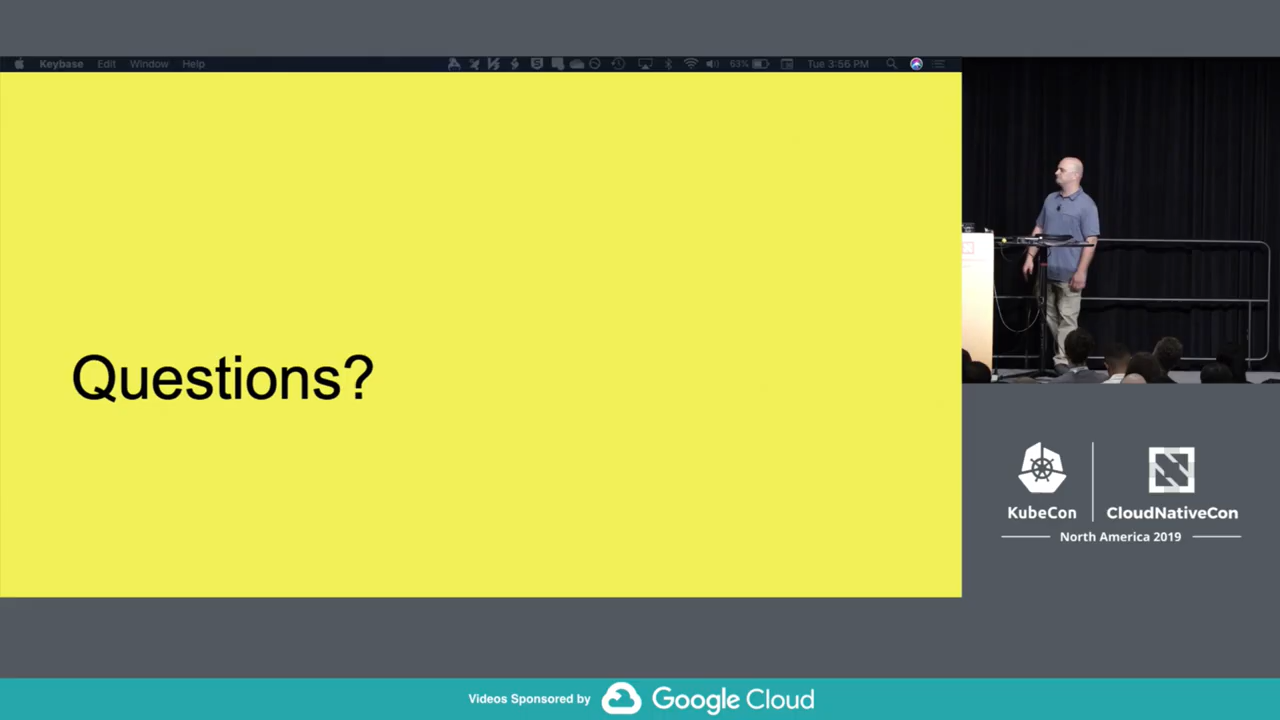 Keybase Edit Window Help 63% Tue 3:56 PM
Questions?
KubeCon CloudNativeCon
North America 2019
Videos Sponsored by Google Cloud